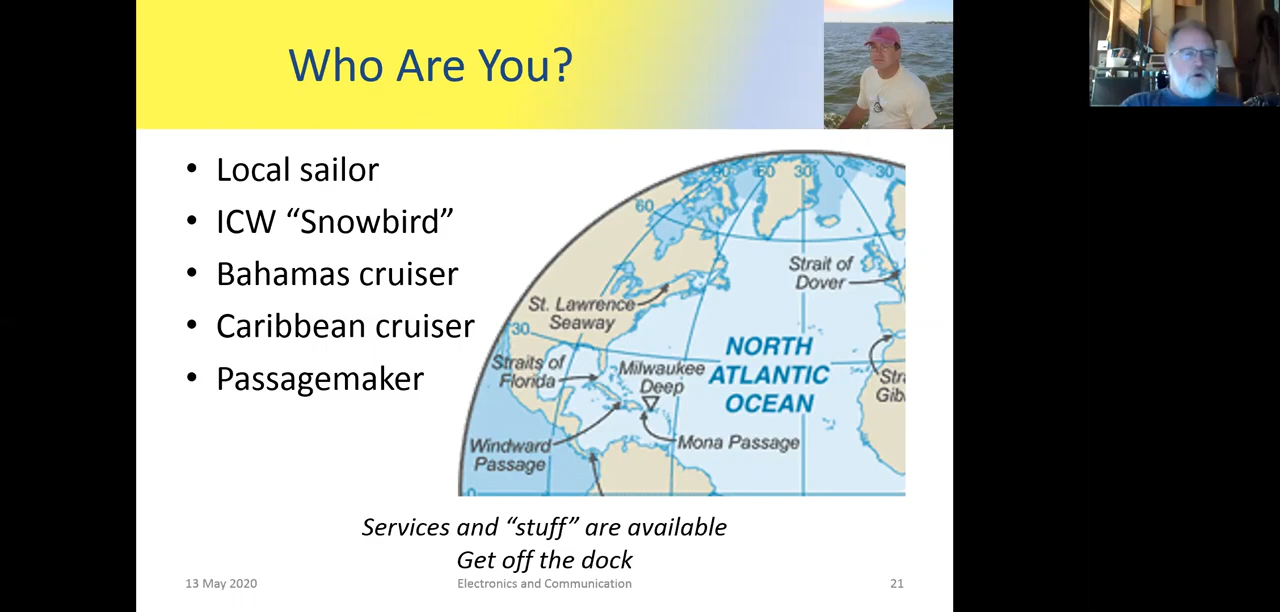 Who Are You?
• Local sailor
• ICW “Snowbird”
• Bahamas cruiser
• Caribbean cruiser
• Passagemaker
60 30 0 30
60
Strait of
Dover
St. Lawrence
Seaway
30
NORTH
ATLANTIC
OCEAN
Straits of
Florida
Milwaukee
Deep
Str
Gib
Windward
Passage
Mona Passage
0
Services and “stuff” are available
Get off the dock
13 May 2020
Electronics and Communication
21